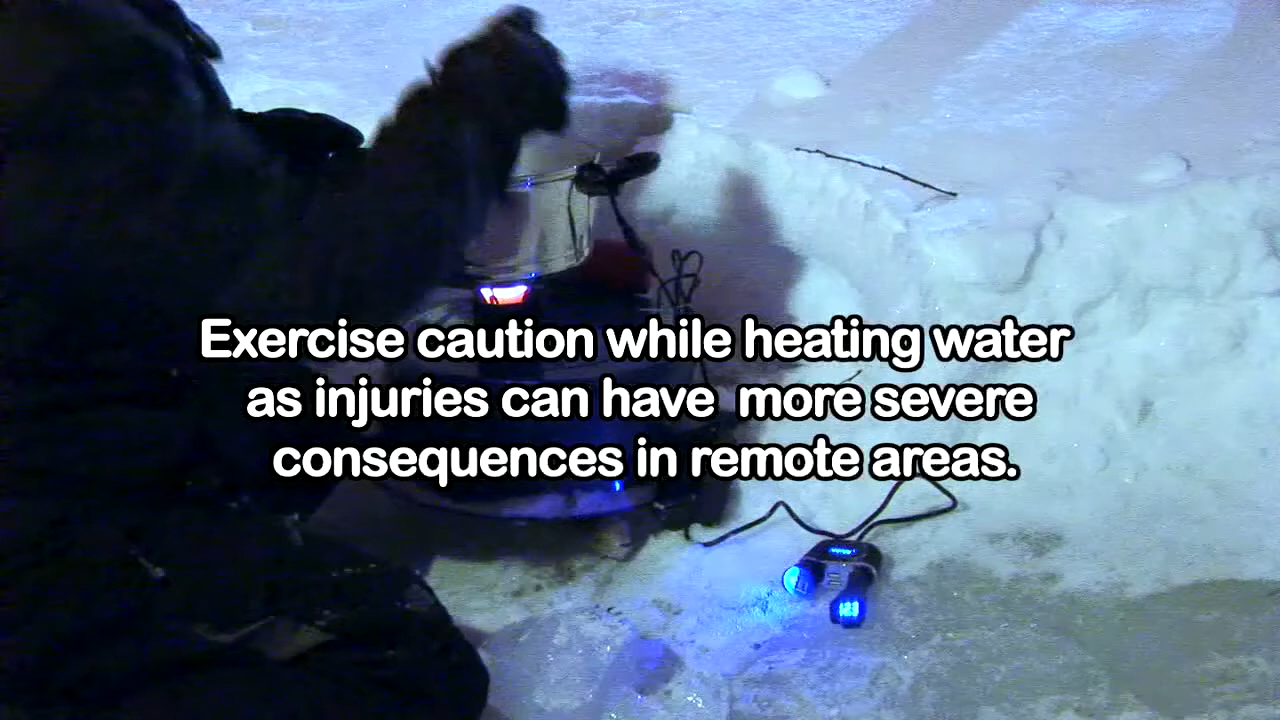 Exercise caution while heating water
as injuries can have more severe
consequences in remote areas.